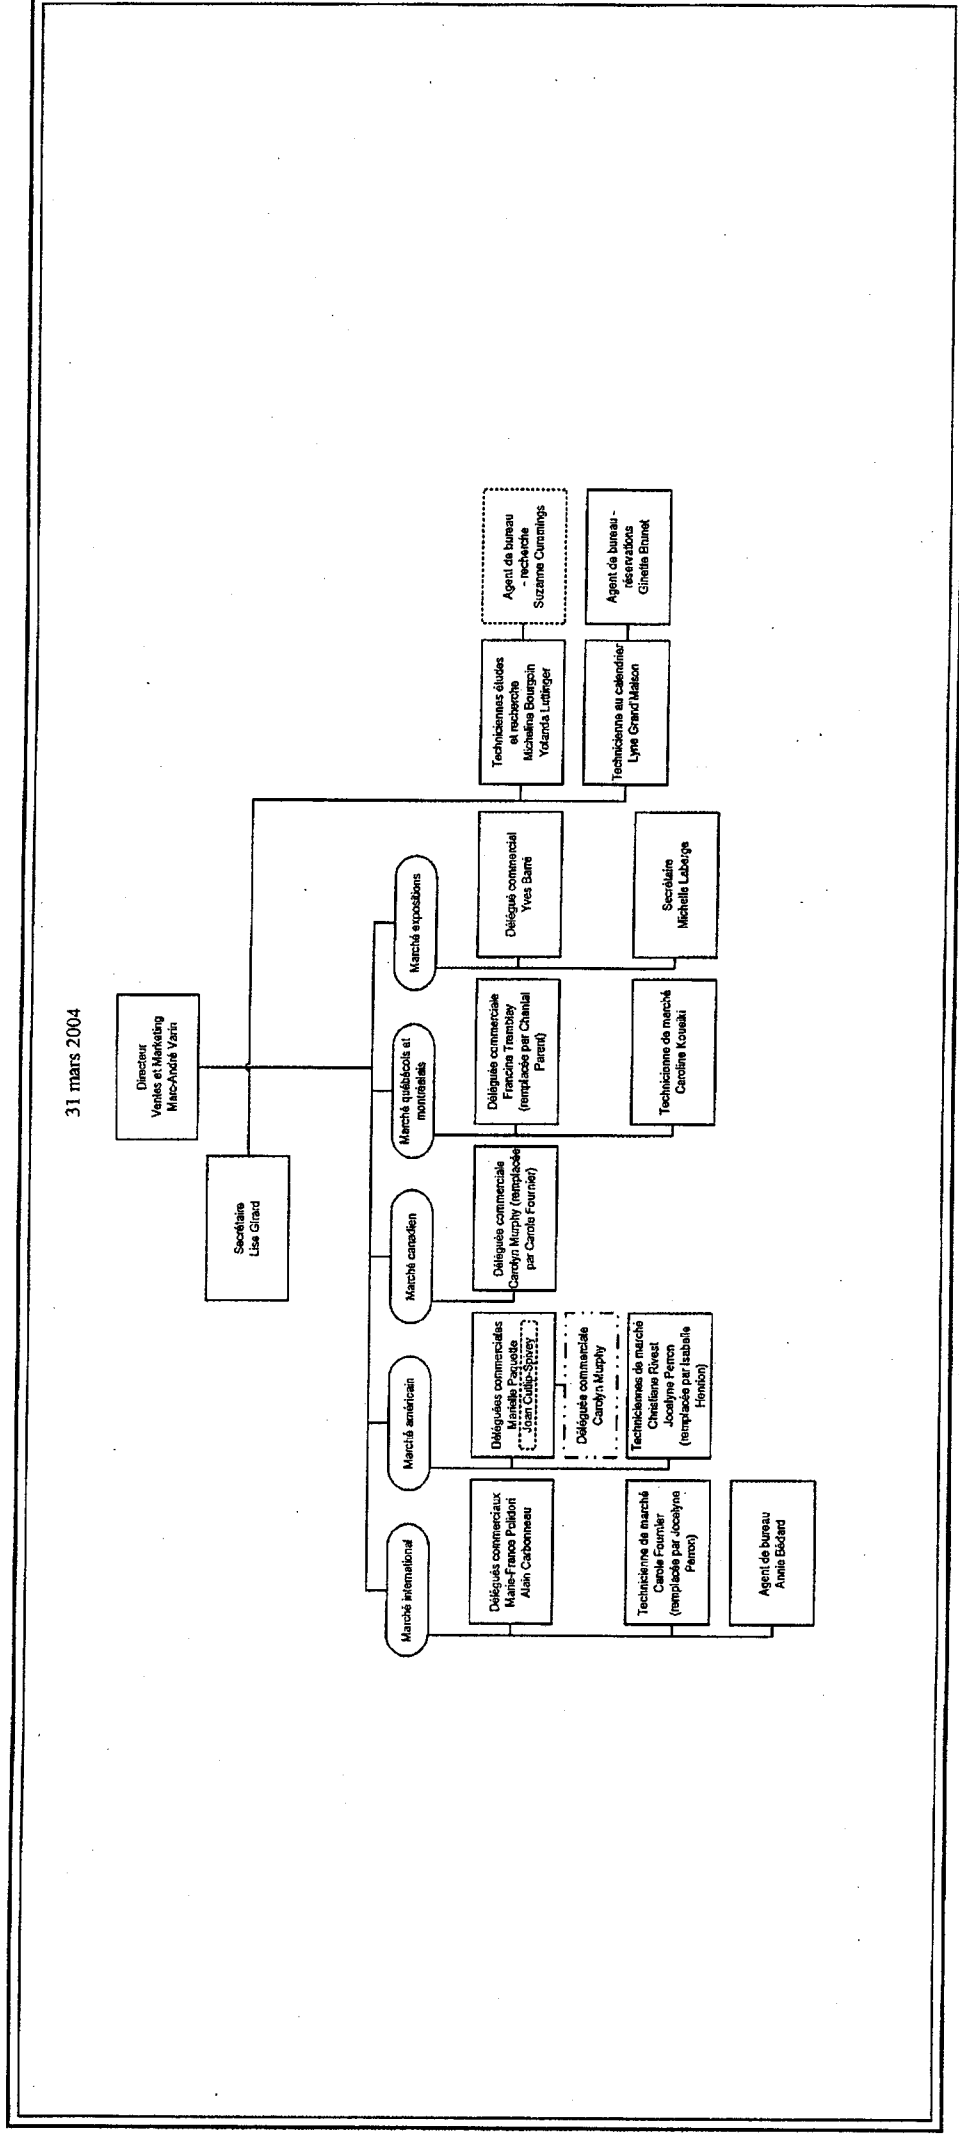 31 mars 2004
Directeur
Ventes et Marketing
Marc-André Varin
Secrétaire
Lise Girard
Marché international
Marché américain
Marché canadien
Marché québécois et
montréalais
Marché expositions
Délégués commerciaux
Marie-France Polidori
Alain Carbonneau
Technicienne de marché
Carole Fournier
(remplacée par Jocelyne
Perron)
Agent de bureau
Annie Bédard
Déléguées commerciales
Marielle Paquette
Joan Cutlip-Spivey
Déléguée commerciale
Carolyn Murphy
Techniciennes de marché
Christiane Rivest
Jocelyne Perron
(remplacée par Isabelle
Henrion)
Déléguée commerciale
Carolyn Murphy (remplacée
par Carole Fournier)
Déléguée commerciale
Francine Tremblay
(remplacée par Chantal
Parent)
Technicienne de marché
Caroline Koueiki
Délégué commercial
Yves Barré
Secrétaire
Michelle Laberge
Techniciennes études
et recherche
Micheline Bourgoin
Yolanda Luttinger
Agent de bureau
- recherche
Suzanne Cummings
Technicienne au calendrier
Lyne Grand'Maison
Agent de bureau -
réservations
Ginette Brunet